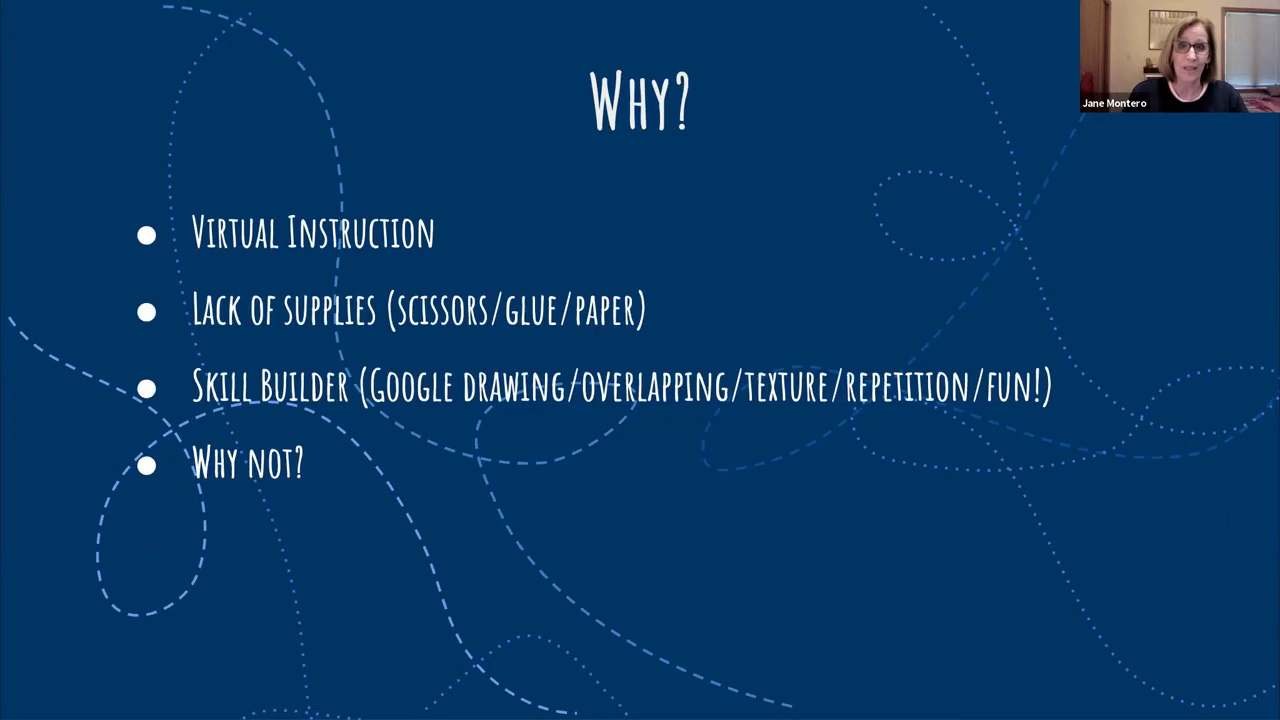 Why?
Jane Montero
Virtual Instruction
Lack of supplies (scissors/glue/paper)
Skill Builder (Google drawing/overlapping/texture/repetition/fun!)
Why not?